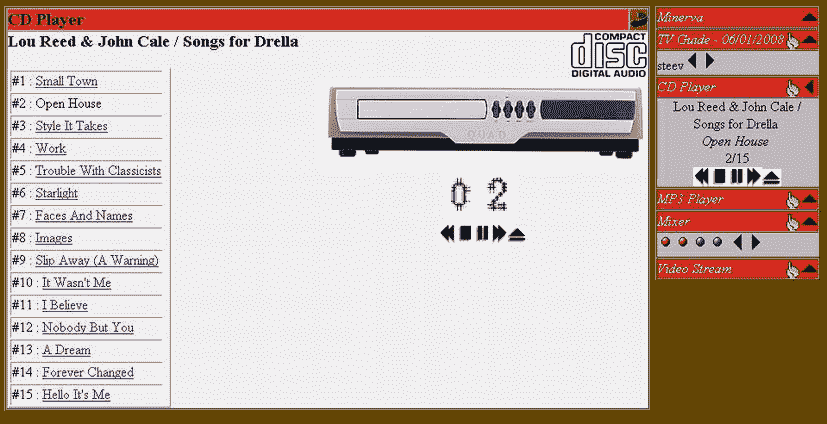 CD Player
Lou Reed & John Cale / Songs for Drella
COMPACT
disc
DIGITAL AUDIO
#1 : Small Town
#2 : Open House
#3 : Style It Takes
#4 : Work
#5 : Trouble With Classicists
#6 : Starlight
#7 : Faces And Names
#8 : Images
#9 : Slip Away (A Warning)
#10 : It Wasn't Me
#11 : I Believe
#12 : Nobody But You
#13 : A Dream
#14 : Forever Changed
#15 : Hello It's Me
QUAD
02
Minerva
TV Guide - 06/01/2008
steev
CD Player
Lou Reed & John Cale /
Songs for Drella
Open House
2/15
MP3 Player
Mixer
Video Stream